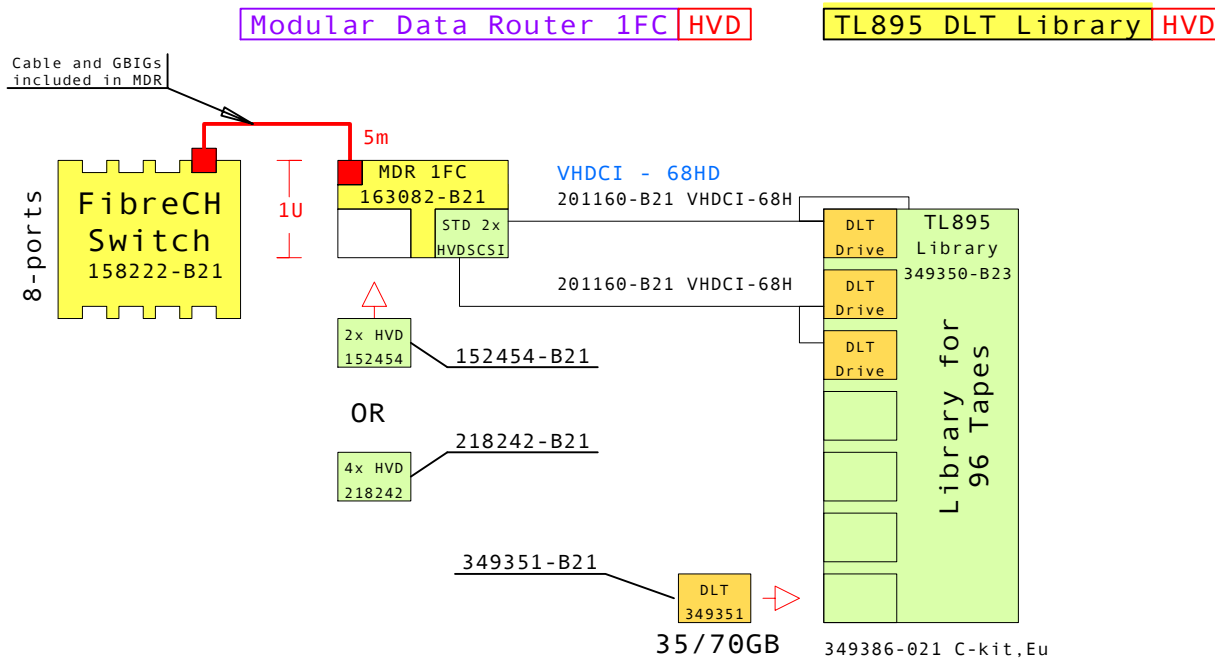 Modular Data Router 1FC HVD
TL895 DLT Library HVD
Cable and GBIGs
included in MDR
5m
8-ports
FibreCH
Switch
158222-B21
1U
MDR 1FC
163082-B21
STD 2x
HVDSCSI
VHDCI - 68HD
201160-B21 VHDCI-68H
201160-B21 VHDCI-68H
DLT
Drive
DLT
Drive
DLT
Drive
TL895
Library
349350-B23
Library for
96 Tapes
2x HVD
152454
152454-B21
OR
4x HVD
218242
218242-B21
349351-B21
DLT
349351
35/70GB
349386-021 C-kit,Eu